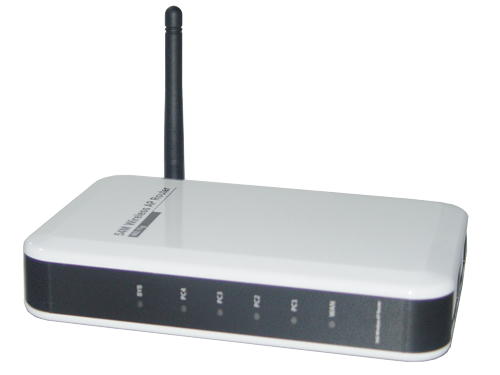 54M Wireless AP Router
SYS
PC4
PC3
PC2
PC1
WAN